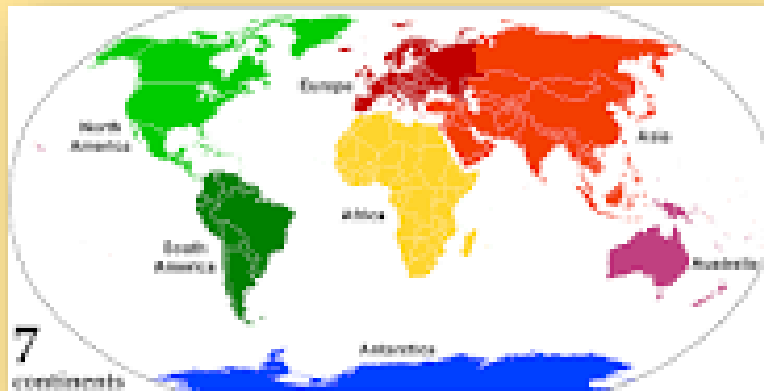 Europe
North
America
Asia
Africa
South
America
Australia
Antarctica
7
continents